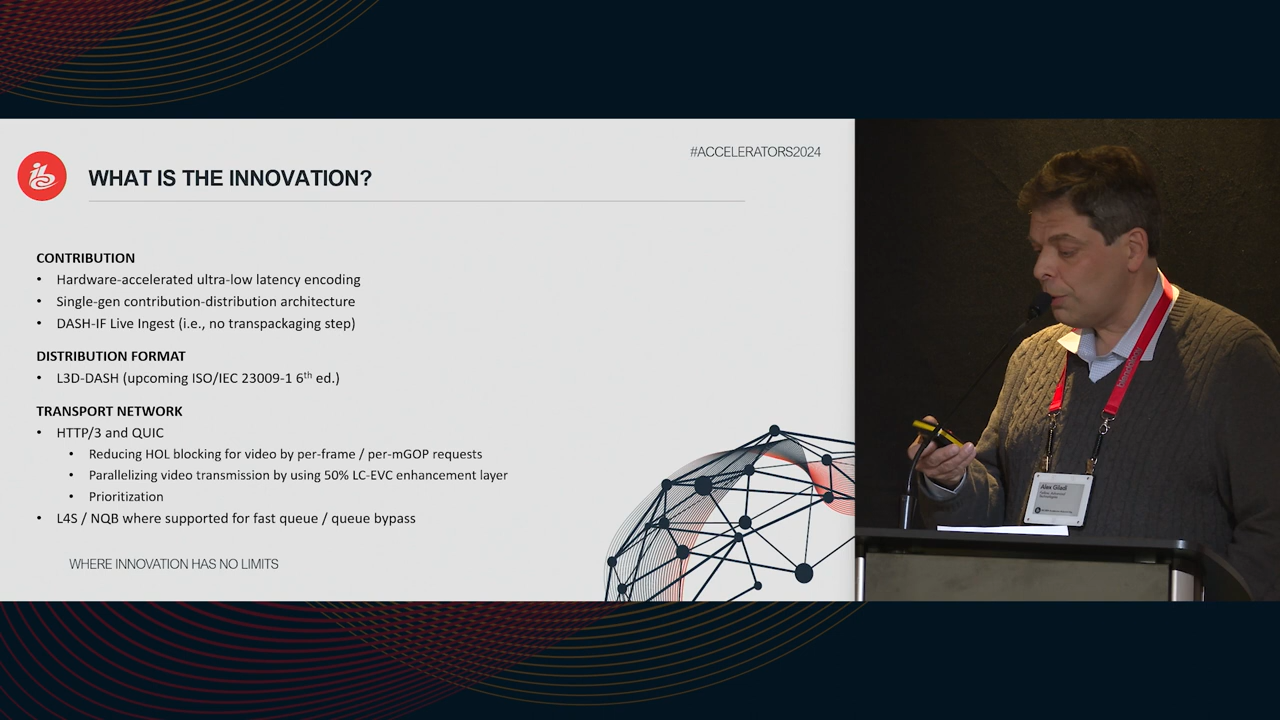 #ACCELERATORS2024
ibc
WHAT IS THE INNOVATION?
CONTRIBUTION
• Hardware-accelerated ultra-low latency encoding
• Single-gen contribution-distribution architecture
• DASH-IF Live Ingest (i.e., no transpackaging step)
DISTRIBUTION FORMAT
• L3D-DASH (upcoming ISO/IEC 23009-1 6th ed.)
TRANSPORT NETWORK
• HTTP/3 and QUIC
• Reducing HOL blocking for video by per-frame / per-mGOP requests
• Parallelizing video transmission by using 50% LC-EVC enhancement layer
• Prioritization
• L4S / NQB where supported for fast queue / queue bypass
WHERE INNOVATION HAS NO LIMITS
Alex Giladi